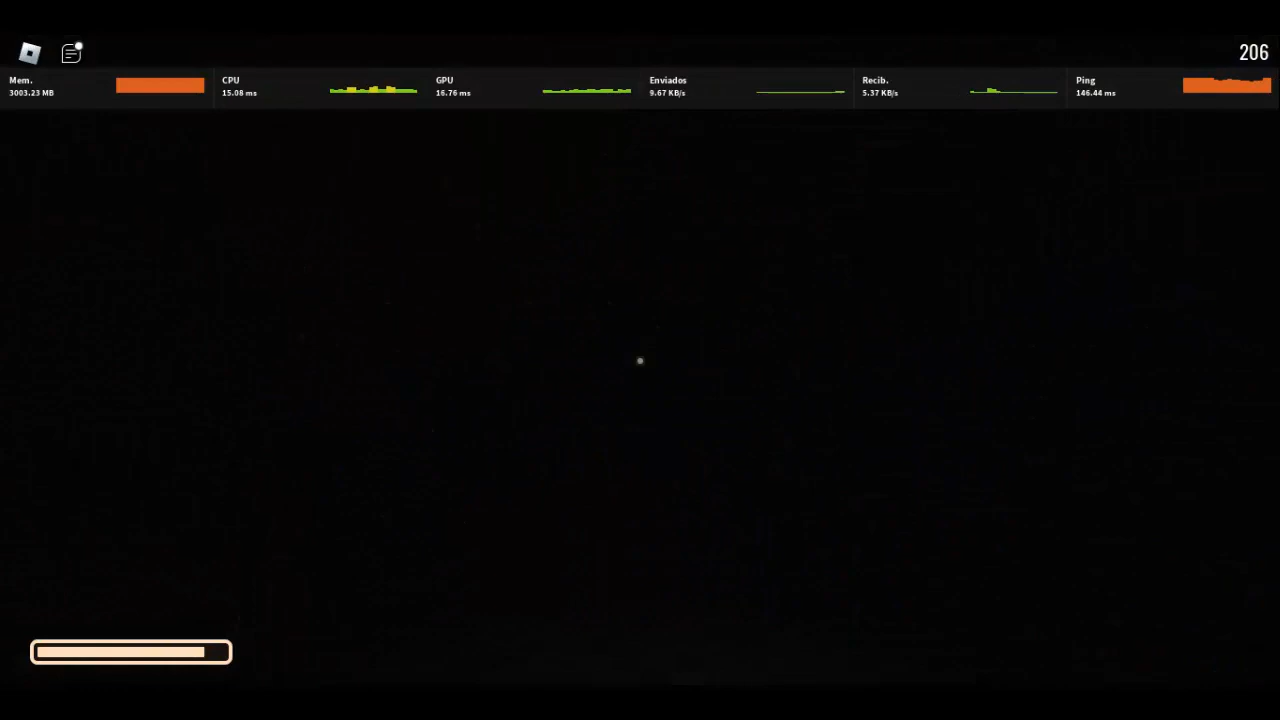 206
Mem. CPU GPU Enviados Recib. Ping
3003.23 MB 15.08 ms 16.76 ms 9.67 KB/s 5.37 KB/s 146.44 ms